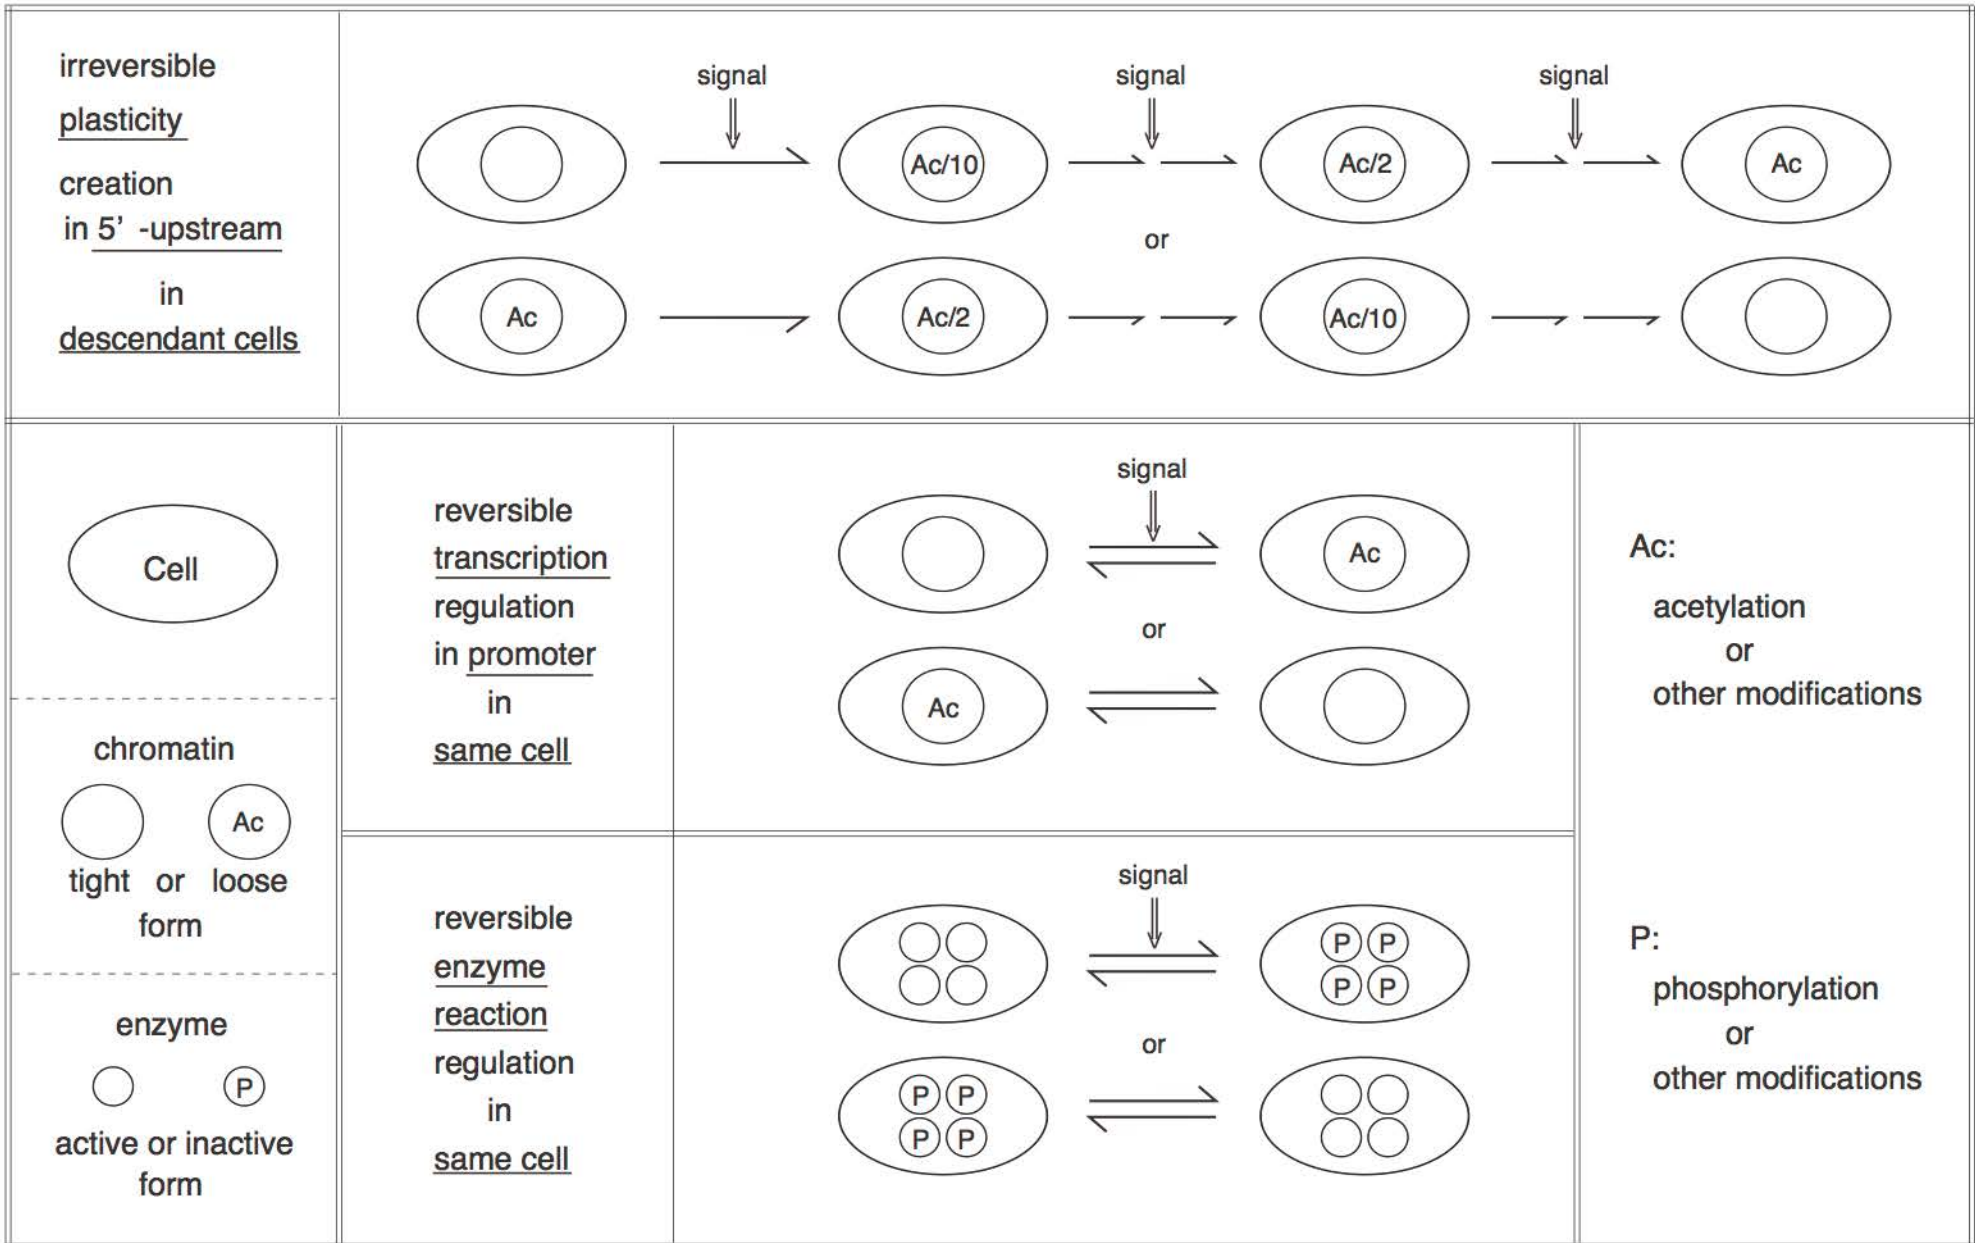 irreversible
plasticity
creation
in 5’ -upstream
in
descendant cells
signal
signal
signal
Ac/10
Ac/2
Ac
or
Ac
Ac/2
Ac/10
Cell
chromatin
Ac
tight or loose
form
enzyme
P
active or inactive
form
reversible
transcription
regulation
in promoter
in
same cell
signal
Ac
or
Ac
reversible
enzyme
reaction
regulation
in
same cell
signal
P P
P P
or
P P
P P
Ac:
acetylation
or
other modifications
P:
phosphorylation
or
other modifications